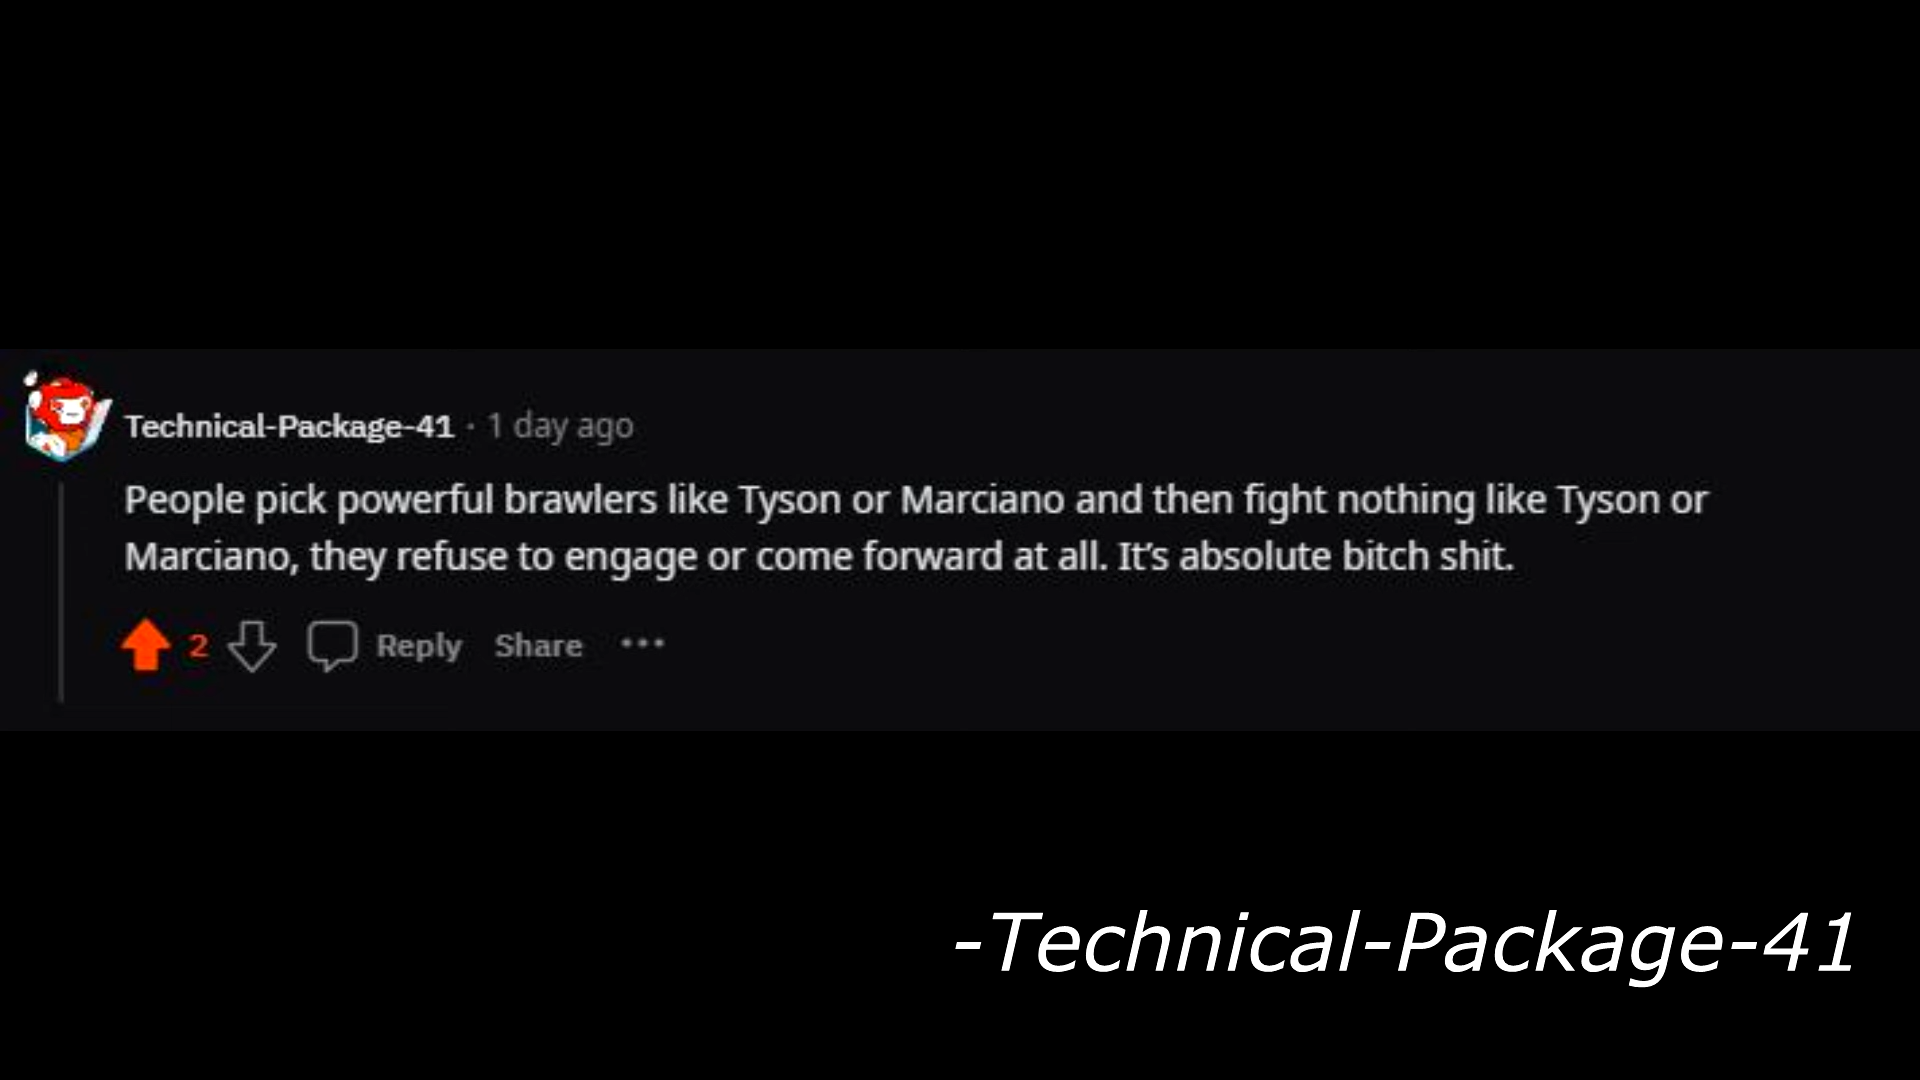 Technical-Package-41 · 1 day ago
People pick powerful brawlers like Tyson or Marciano and then fight nothing like Tyson or
Marciano, they refuse to engage or come forward at all. It's absolute bitch shit.
2 Reply Share ···
-Technical-Package-41